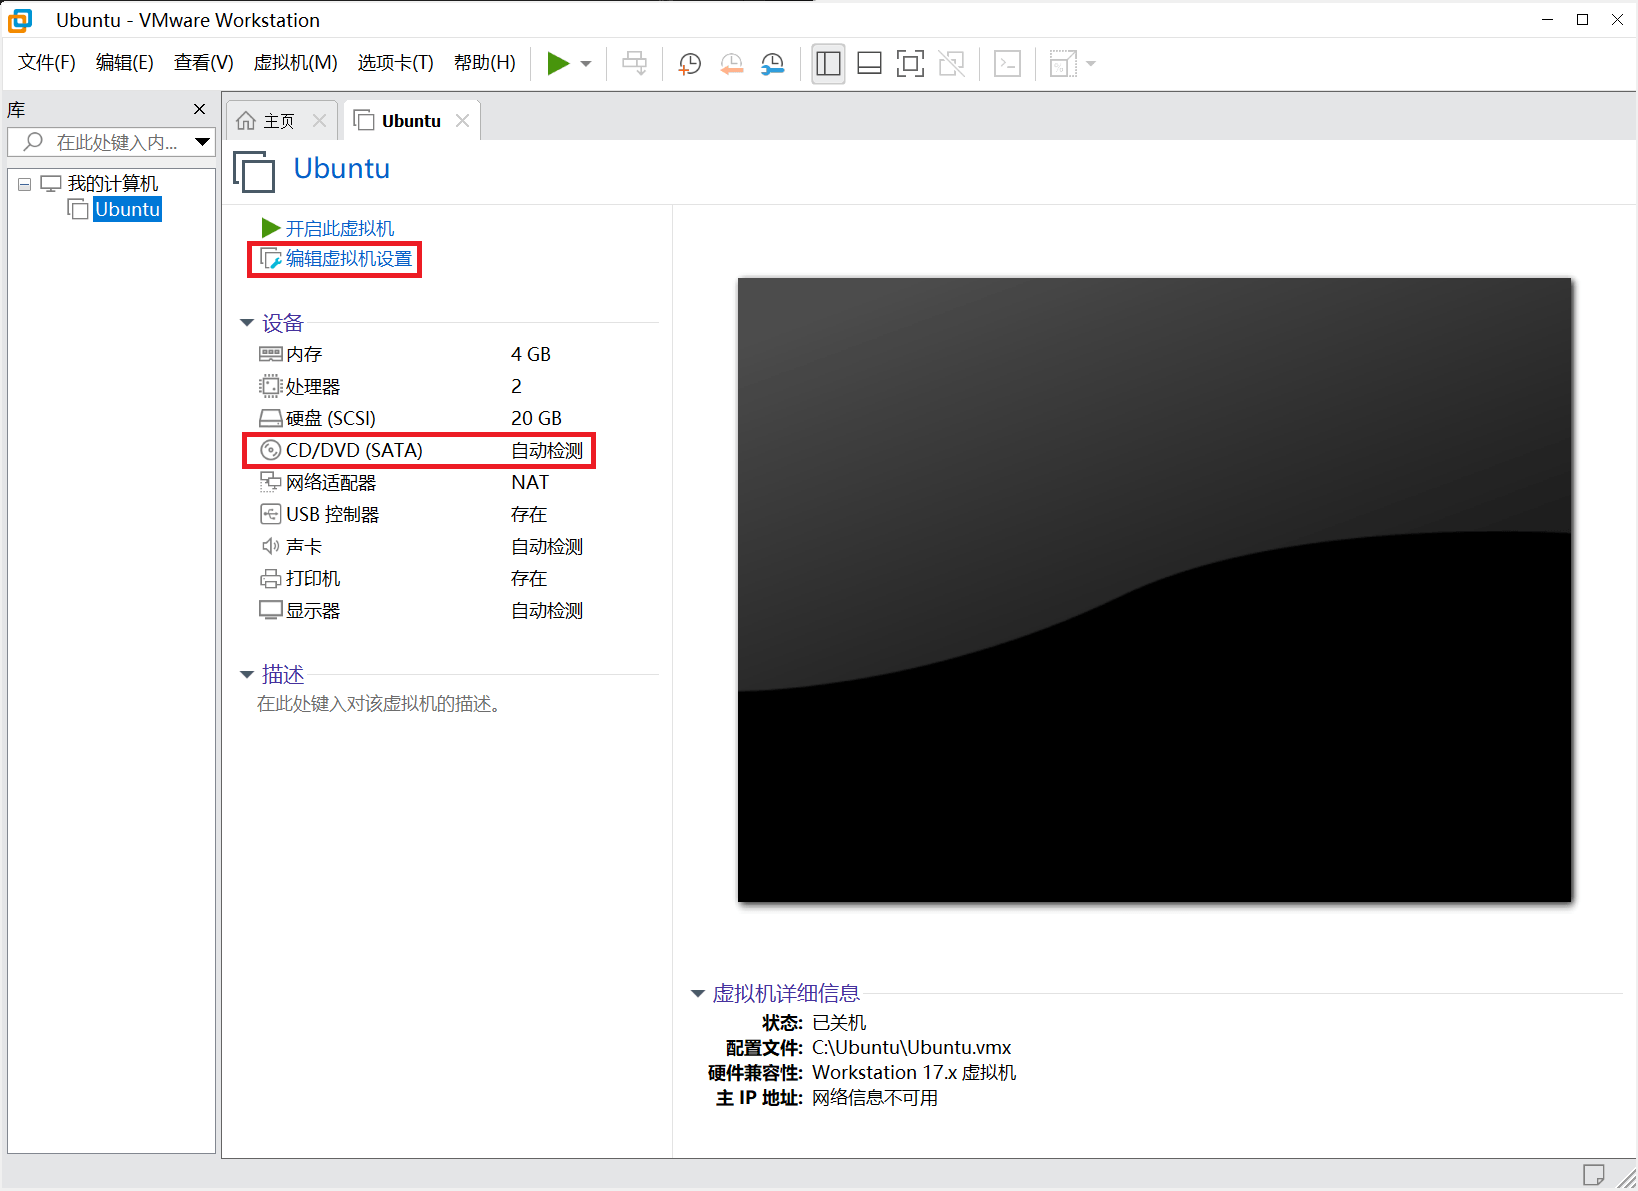 Ubuntu - VMware Workstation
文件(F) 编辑(E) 查看(V) 虚拟机(M) 选项卡(T) 帮助(H)
库
在此处键入内...
我的计算机
Ubuntu
主页
Ubuntu
Ubuntu
开启此虚拟机
编辑虚拟机设置
设备
内存 4 GB
处理器 2
硬盘 (SCSI) 20 GB
CD/DVD (SATA) 自动检测
网络适配器 NAT
USB 控制器 存在
声卡 自动检测
打印机 存在
显示器 自动检测
描述
在此处键入对该虚拟机的描述。
虚拟机详细信息
状态: 已关机
配置文件: C:\Ubuntu\Ubuntu.vmx
硬件兼容性: Workstation 17.x 虚拟机
主 IP 地址: 网络信息不可用